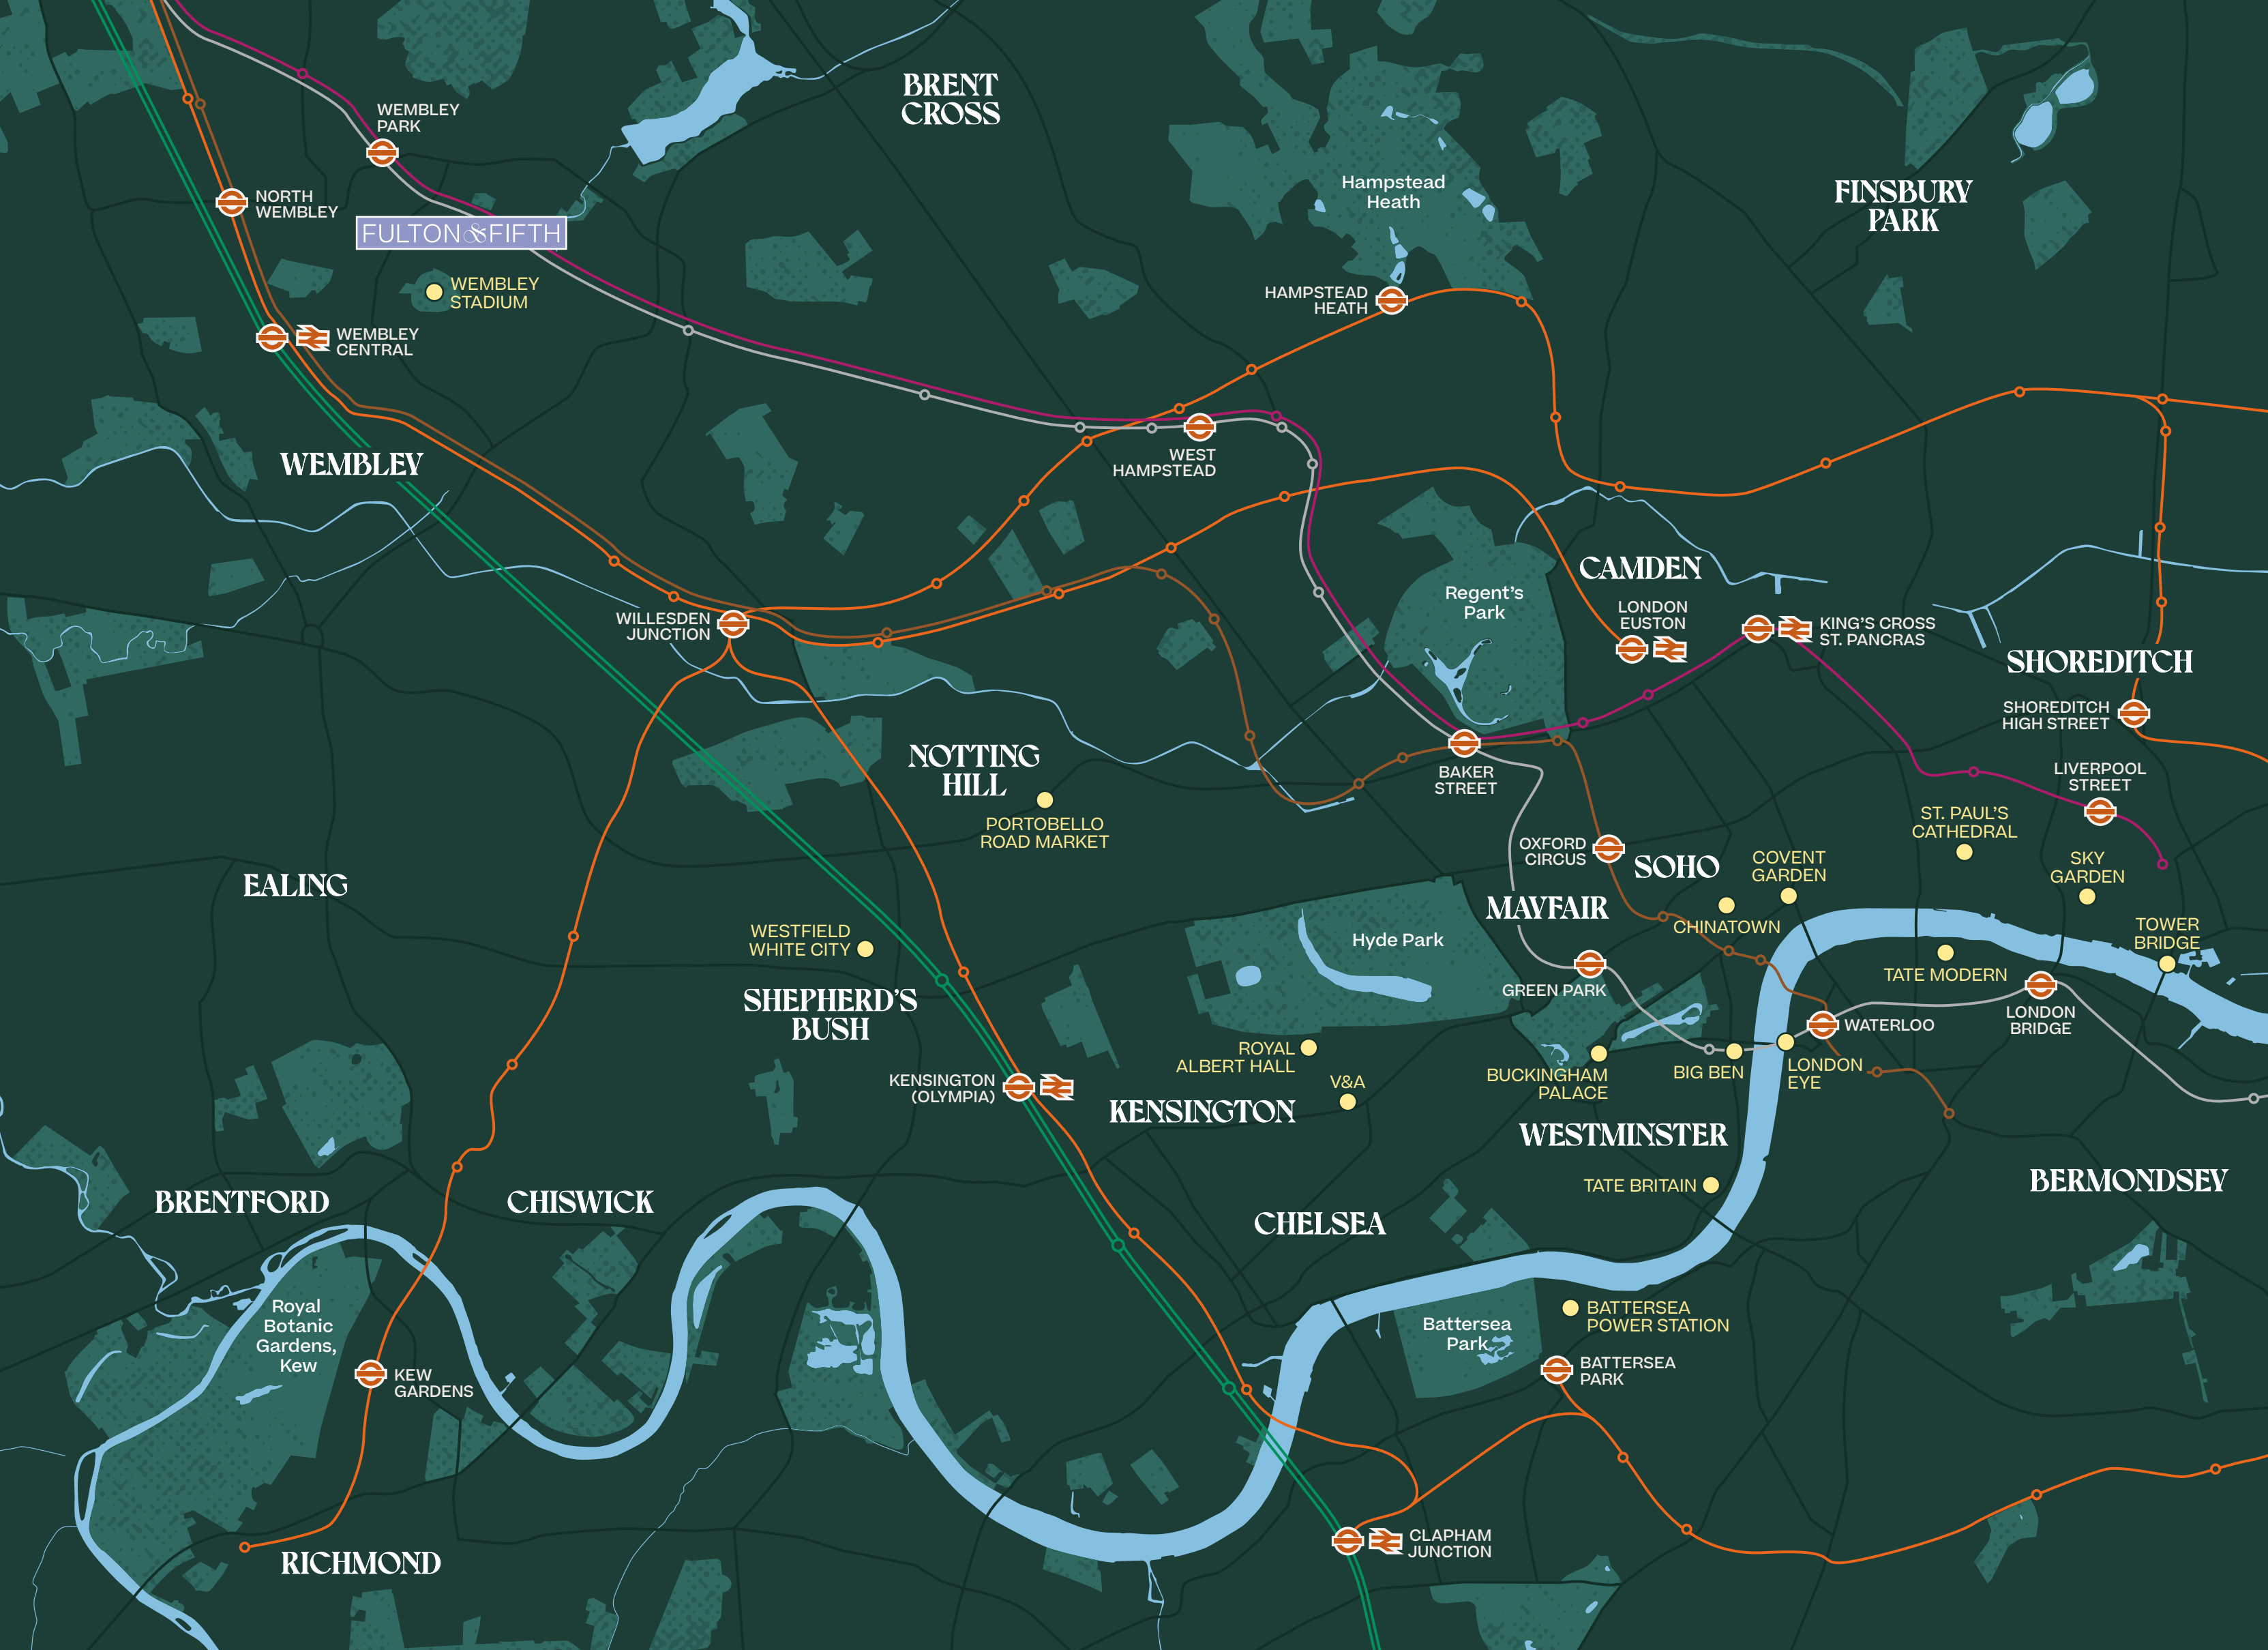 BRENT
CROSS
WEMBLEY
PARK
Hampstead
Heath
FINSBURY
PARK
NORTH
WEMBLEY
FULTON&FIFTH
WEMBLEY
STADIUM
HAMPSTEAD
HEATH
WEMBLEY
CENTRAL
WEMBLEY
WEST
HAMPSTEAD
CAMDEN
Regent's
Park
LONDON
EUSTON
WILLESDEN
JUNCTION
KING'S CROSS
ST. PANCRAS
SHOREDITCH
SHOREDITCH
HIGH STREET
NOTTING
HILL
BAKER
STREET
LIVERPOOL
STREET
PORTOBELLO
ROAD MARKET
ST. PAUL'S
CATHEDRAL
OXFORD
CIRCUS
SOHO
COVENT
GARDEN
SKY
GARDEN
EALING
MAYFAIR
CHINATOWN
WESTFIELD
WHITE CITY
Hyde Park
TOWER
BRIDGE
TATE MODERN
GREEN PARK
SHEPHERD'S
BUSH
LONDON
BRIDGE
WATERLOO
ROYAL
ALBERT HALL
BUCKINGHAM
PALACE
BIG BEN
LONDON
EYE
V&A
KENSINGTON
(OLYMPIA)
KENSINGTON
WESTMINSTER
BERMONDSEY
TATE BRITAIN
BRENTFORD
CHISWICK
CHELSEA
Royal
Botanic
Gardens,
Kew
BATTERSEA
POWER STATION
Battersea
Park
BATTERSEA
PARK
KEW
GARDENS
CLAPHAM
JUNCTION
RICHMOND